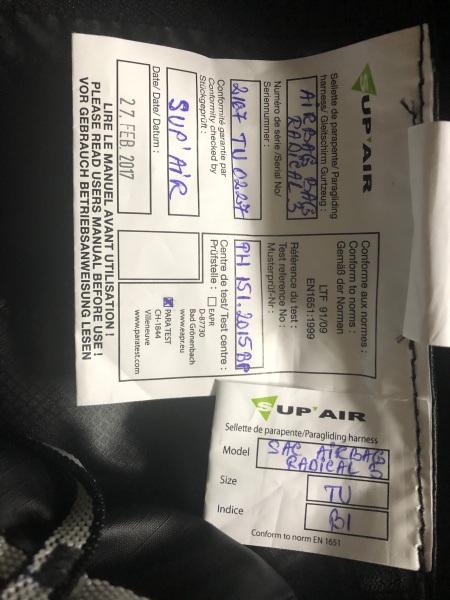 SUP'AIR
Sellette de parapente/ Paragliding
harness/ Gleitschirm Gurtzeug :
AIRBAG BAG
RADICAL 3
Numéro de série /Serial No/
Seriennummer :
2107 TU 0227
Conformité garantie par
Conformity checked by
Stückgeprüft :
SUP'AIR
Date/ Date/ Datum :
27. FEB. 2017
Conforme aux normes :
Conform to norms :
Gemäß der Normen
LTF 91/09
EN1651:1999
Référence du test :
Test reference No :
Musterprüf-Nr :
PH 151.2015 BP
Centre de test/ Test centre :
Prüfstelle :
EAPR
D-87730
Bad Grönenbach
www.eapr.eu
PARA TEST
CH-1844
Villeneuve
www.paratest.com
LIRE LE MANUEL AVANT UTILISATION !
PLEASE READ USERS MANUAL BEFORE USE !
VOR GEBRAUCH BETRIEBSANWEISUNG LESEN
SUP'AIR
Sellette de parapente/Paragliding harness
Model SAC AIRBAG
RADICAL 3
Size TU
Indice B1
Conform to norm EN 1651